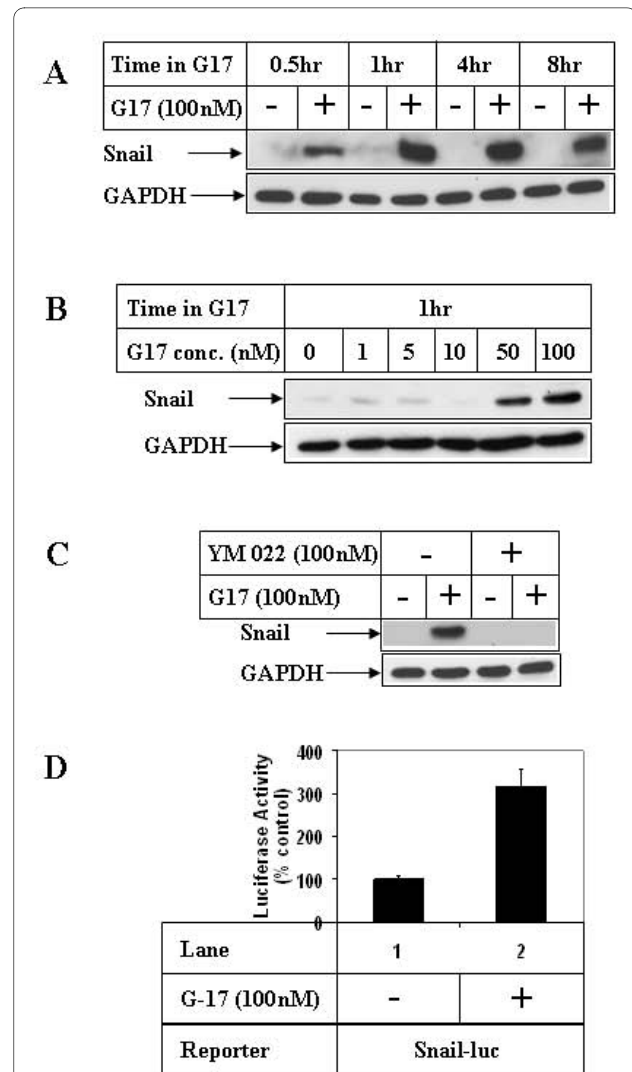 A
Time in G17 0.5hr 1hr 4hr 8hr
G17 (100nM) - + - + - + - +
Snail
GAPDH
B
Time in G17 1hr
G17 conc. (nM) 0 1 5 10 50 100
Snail
GAPDH
C
YM 022 (100nM) - +
G17 (100nM) - + - +
Snail
GAPDH
D
Luciferase Activity
(% control)
400
300
200
100
0
Lane 1 2
G-17 (100nM) - +
Reporter Snail-luc